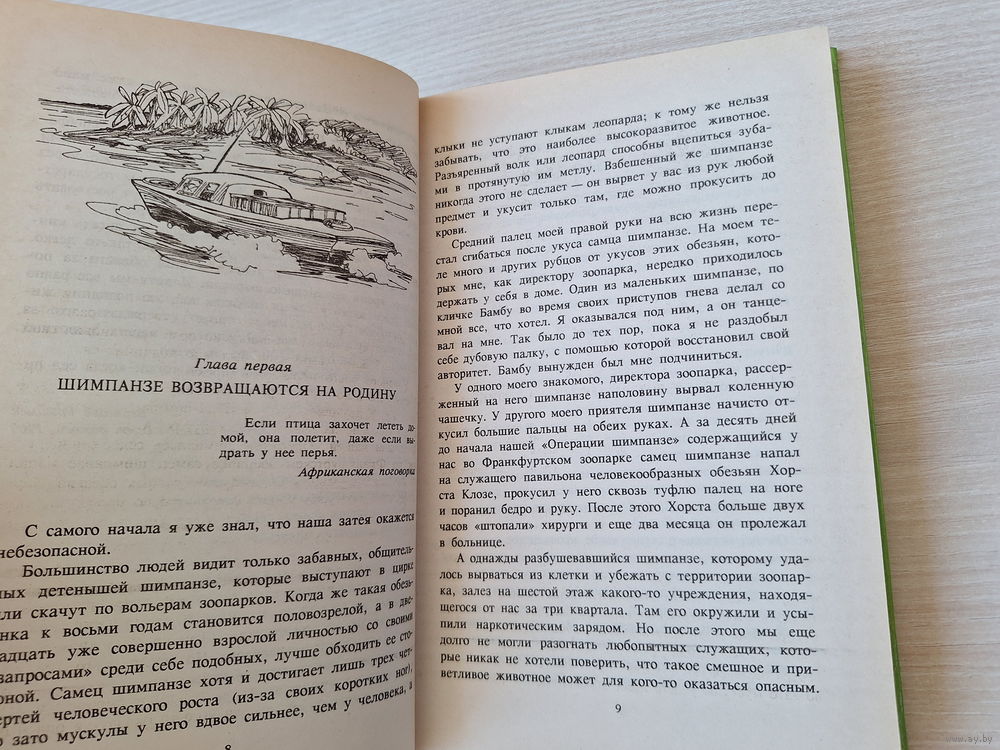 Глава первая
ШИМПАНЗЕ ВОЗВРАЩАЮТСЯ НА РОДИНУ
Если птица захочет лететь до-
мой, она полетит, даже если вы-
драть у нее перья.
Африканская поговорка
С самого начала я уже знал, что наша затея окажется
небезопасной.
Большинство людей видит только забавных, общитель-
ных детенышей шимпанзе, которые выступают в цирке
или скачут по вольерам зоопарков. Когда же такая обезь-
янка к восьми годам становится половозрелой, а в две-
надцать уже совершенно взрослой личностью со своими
«запросами» среди себе подобных, лучше обходить ее сто-
роной. Самец шимпанзе хотя и достигает лишь трех чет-
вертей человеческого роста (из-за своих коротких ног),
но зато мускулы у него вдвое сильнее, чем у человека, а
8
клыки не уступают клыкам леопарда; к тому же нельзя
забывать, что это наиболее высокоразвитое животное.
Разъяренный волк или леопард способны вцепиться зуба-
ми в протянутую им метлу. Взбешенный же шимпанзе
никогда этого не сделает — он вырвет у вас из рук любой
предмет и укусит только там, где можно прокусить до
крови.
Средний палец моей правой руки на всю жизнь пере-
стал сгибаться после укуса самца шимпанзе. На моем те-
ле много и других рубцов от укусов этих обезьян, кото-
рых мне, как директору зоопарка, нередко приходилось
держать у себя в доме. Один из маленьких шимпанзе, по
кличке Бамбу во время своих приступов гнева делал со
мной все, что хотел. Я оказывался под ним, а он танце-
вал на мне. Так было до тех пор, пока я не раздобыл
себе дубовую палку, с помощью которой восстановил свой
авторитет. Бамбу вынужден был мне подчиниться.
У одного моего знакомого, директора зоопарка, рассер-
женный на него шимпанзе наполовину вырвал коленную
чашечку. У другого моего приятеля шимпанзе начисто от-
кусил большие пальцы на обеих руках. А за десять дней
до начала нашей «Операции шимпанзе» содержащийся у
нас во Франкфуртском зоопарке самец шимпанзе напал
на служащего павильона человекообразных обезьян Хор-
ста Клозе, прокусил у него сквозь туфлю палец на ноге
и поранил бедро и руку. После этого Хорста больше двух
часов «штопали» хирурги и еще два месяца он пролежал
в больнице.
А однажды разбушевавшийся шимпанзе, которому уда-
лось вырваться из клетки и убежать с территории зоопар-
ка, залез на шестой этаж какого-то учреждения, находя-
щегося от нас за три квартала. Там его окружили и усы-
пили наркотическим зарядом. Но после этого мы еще
долго не могли разогнать любопытных служащих, кото-
рые никак не хотели поверить, что такое смешное и при-
ветливое животное может для кого-то оказаться опасным.
9
www.ay.by